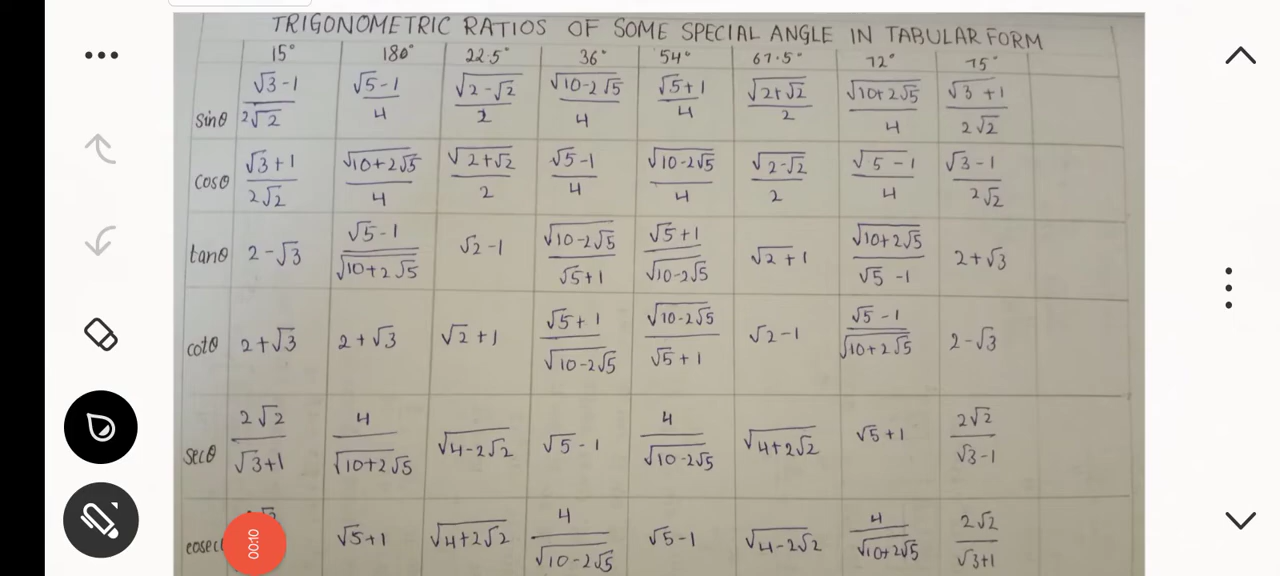 TRIGONOMETRIC RATIOS OF SOME SPECIAL ANGLE IN TABULAR FORM
15° 180° 22.5° 36° 54° 67.5° 72° 75°
sinθ (√3-1)/(2√2) (√5-1)/4 √(2-√2)/2 √(10-2√5)/4 (√5+1)/4 √(2+√2)/2 √(10+2√5)/4 (√3+1)/(2√2)
cosθ (√3+1)/(2√2) √(10+2√5)/4 √(2+√2)/2 (√5-1)/4 √(10-2√5)/4 √(2-√2)/2 (√5-1)/4 (√3-1)/(2√2)
tanθ 2-√3 (√5-1)/√(10+2√5) √2-1 √(10-2√5)/(√5+1) (√5+1)/√(10-2√5) √2+1 √(10+2√5)/(√5-1) 2+√3
cotθ 2+√3 2+√3 √2+1 (√5+1)/√(10-2√5) √(10-2√5)/(√5+1) √2-1 (√5-1)/√(10+2√5) 2-√3
secθ (2√2)/(√3+1) 4/√(10+2√5) √(4-2√2) √5-1 4/√(10-2√5) √(4+2√2) √5+1 (2√2)/(√3-1)
√5+1 √(4+2√2) 4/√(10-2√5) √5-1 √(4-2√2) 4/√(10+2√5) (2√2)/(√3+1)
00:10